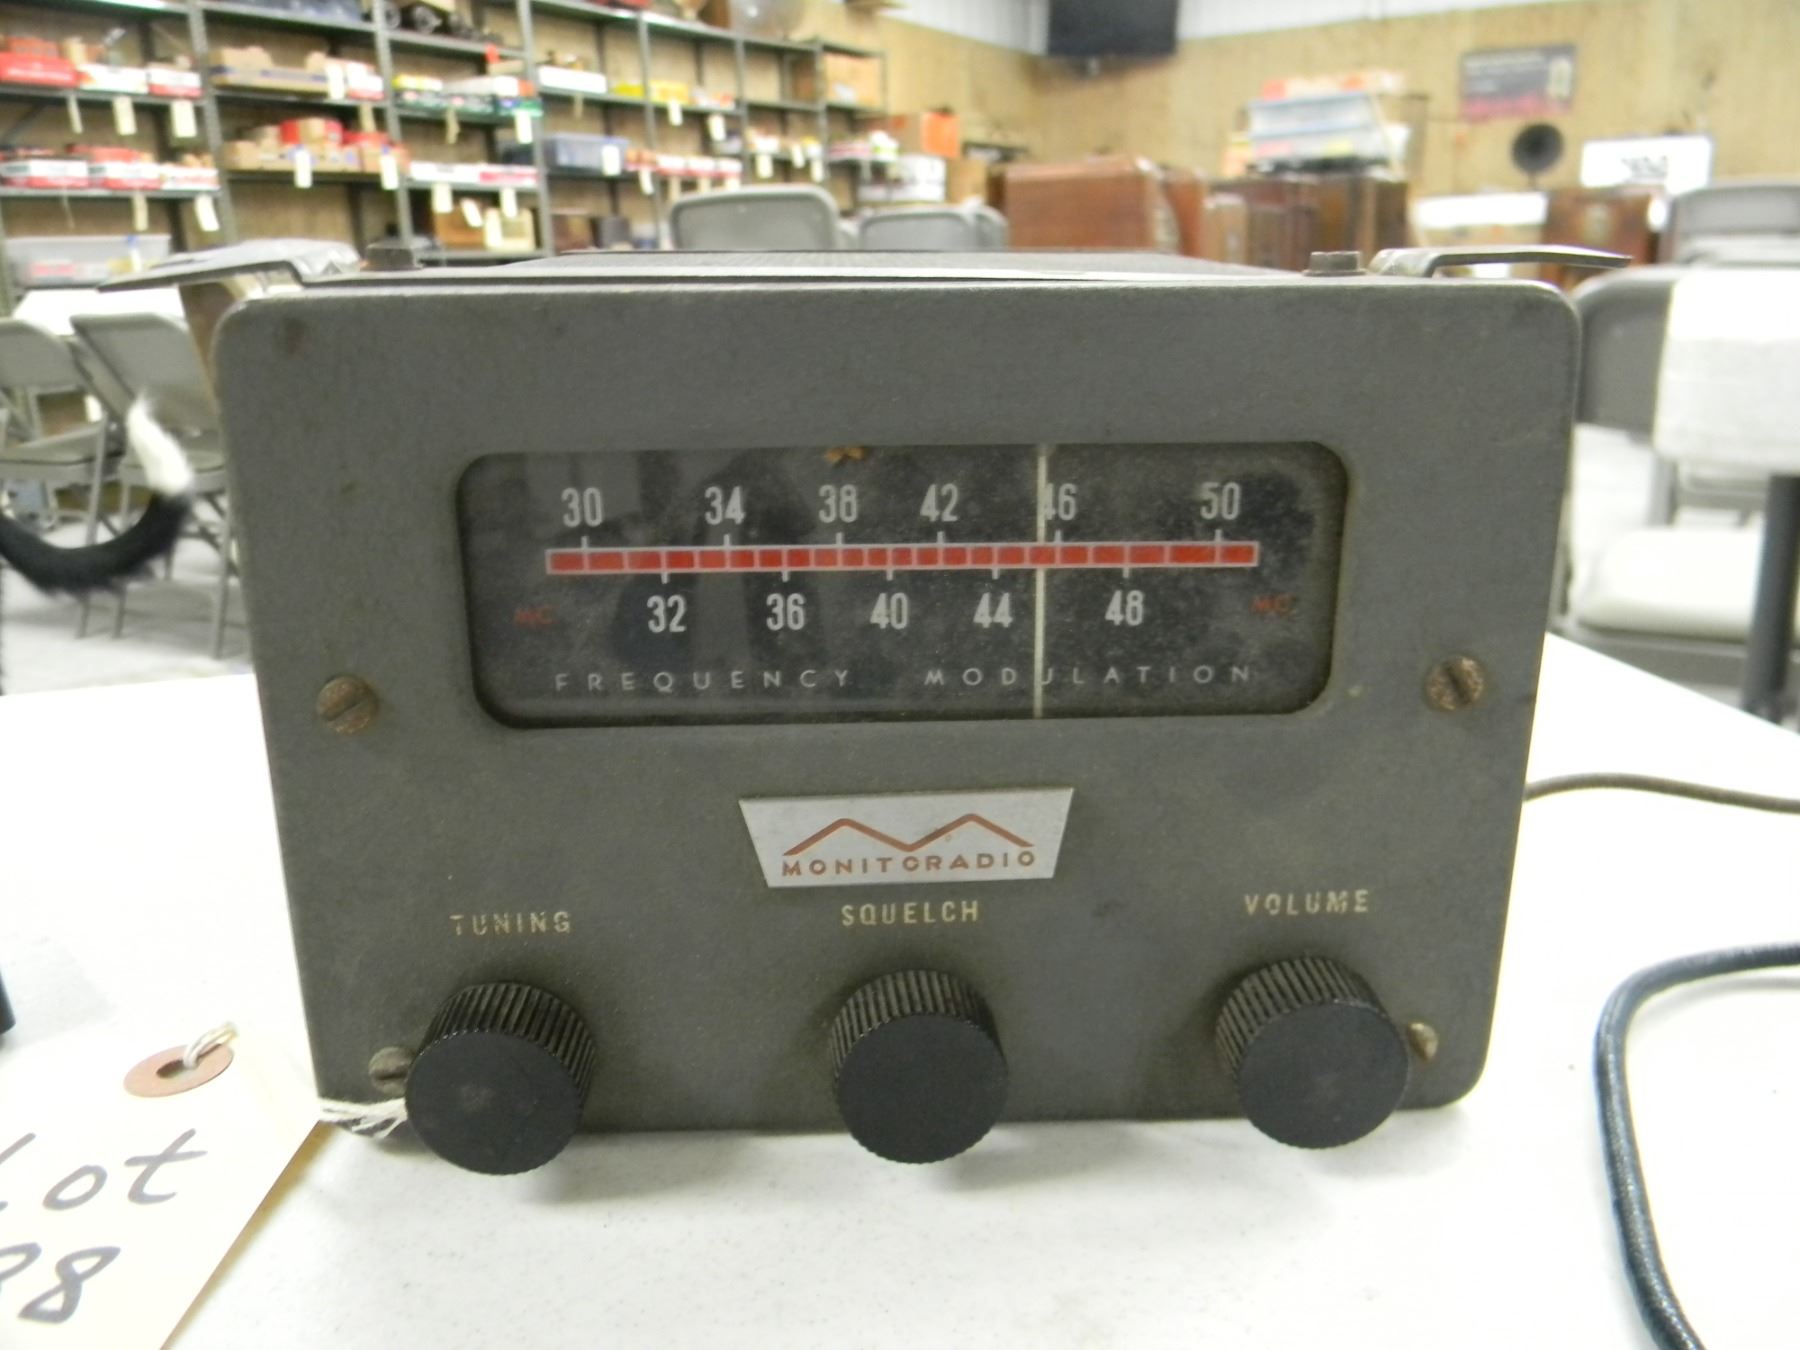 30 34 38 42 46 50
MC 32 36 40 44 48 MC
FREQUENCY MODULATION
MONITORADIO
TUNING SQUELCH VOLUME
Lot
38